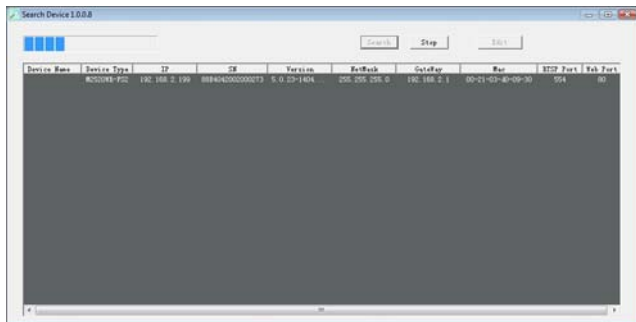 Search Device 1.0.0.8
Search Stop Edit
Device Name Device Type IP SN Version NetMask GateWay Mac RTSP Port Web Port
192.168.2.199 5.0.23-1404... 255.255.255.0 192.168.2.1 554 80